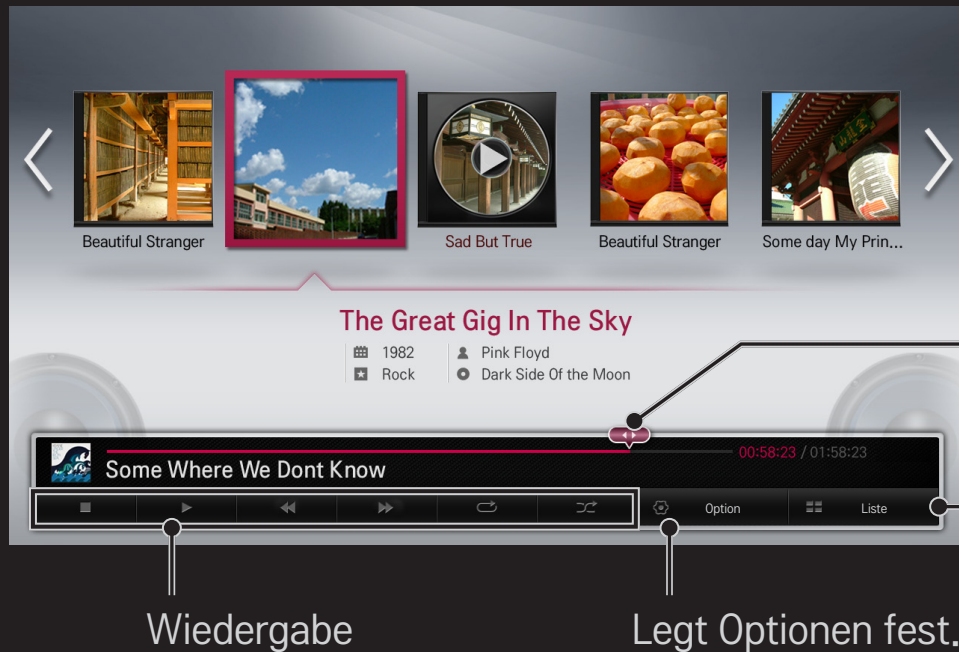 Beautiful Stranger
Sad But True
Beautiful Stranger
Some day My Prin...
The Great Gig In The Sky
1982
Pink Floyd
Rock
Dark Side Of the Moon
00:58:23 / 01:58:23
Some Where We Dont Know
Option
Liste
Wiedergabe
Legt Optionen fest.